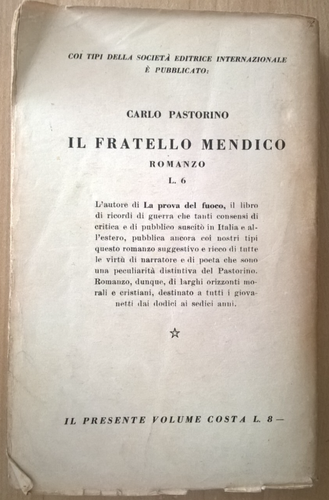 COI TIPI DELLA SOCIETÀ EDITRICE INTERNAZIONALE
È PUBBLICATO:
CARLO PASTORINO
IL FRATELLO MENDICO
ROMANZO
L. 6
L'autore di La prova del fuoco, il libro
di ricordi di guerra che tanti consensi di
critica e di pubblico suscitò in Italia e al-
l'estero, pubblica ancora coi nostri tipi
questo romanzo suggestivo e ricco di tutte
le virtù di narratore e di poeta che sono
una peculiarità distintiva del Pastorino.
Romanzo, dunque, di larghi orizzonti mo-
rali e cristiani, destinato a tutti i giova-
netti dai dodici ai sedici anni.
IL PRESENTE VOLUME COSTA L. 8 —